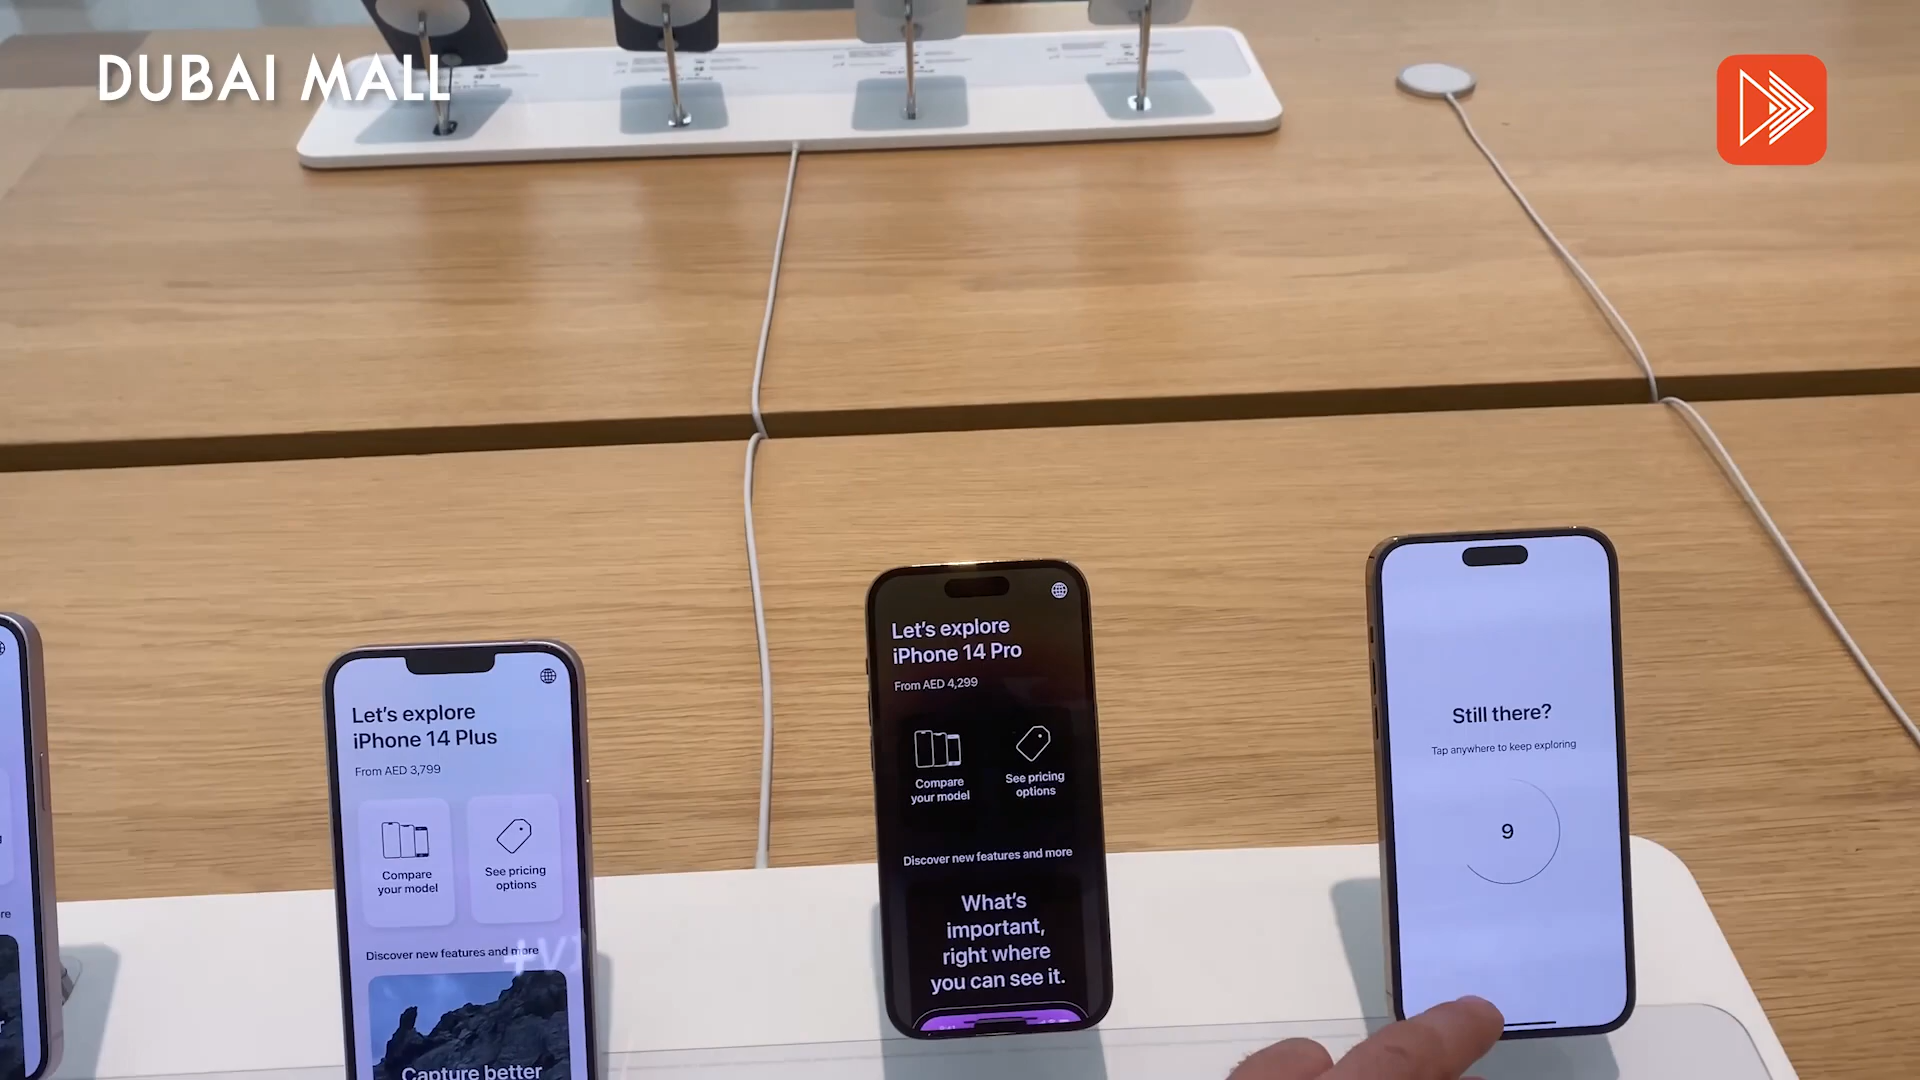 DUBAI MALL
Let's explore
iPhone 14 Plus
From AED 3,799
Compare
your model
See pricing
options
Discover new features and more
Capture better
Let's explore
iPhone 14 Pro
From AED 4,299
Compare
your model
See pricing
options
Discover new features and more
What's
important,
right where
you can see it.
Still there?
Tap anywhere to keep exploring
9